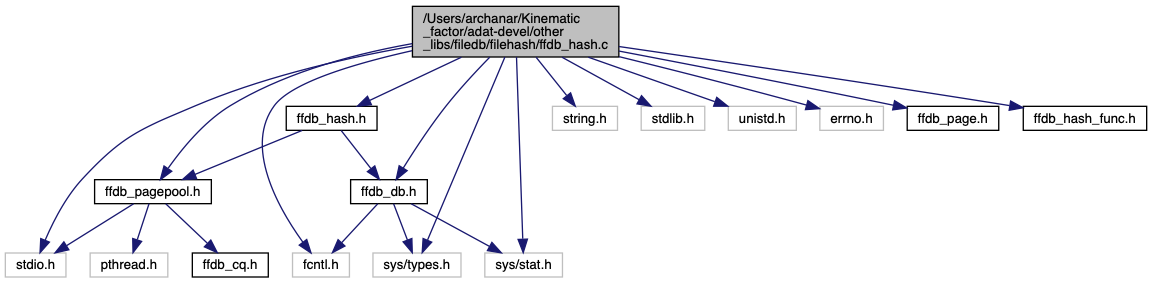 /Users/archanar/Kinematic
_factor/adat-devel/other
_libs/filedb/filehash/ffdb_hash.c
ffdb_hash.h
string.h
stdlib.h
unistd.h
errno.h
ffdb_page.h
ffdb_hash_func.h
ffdb_pagepool.h
ffdb_db.h
stdio.h
pthread.h
ffdb_cq.h
fcntl.h
sys/types.h
sys/stat.h